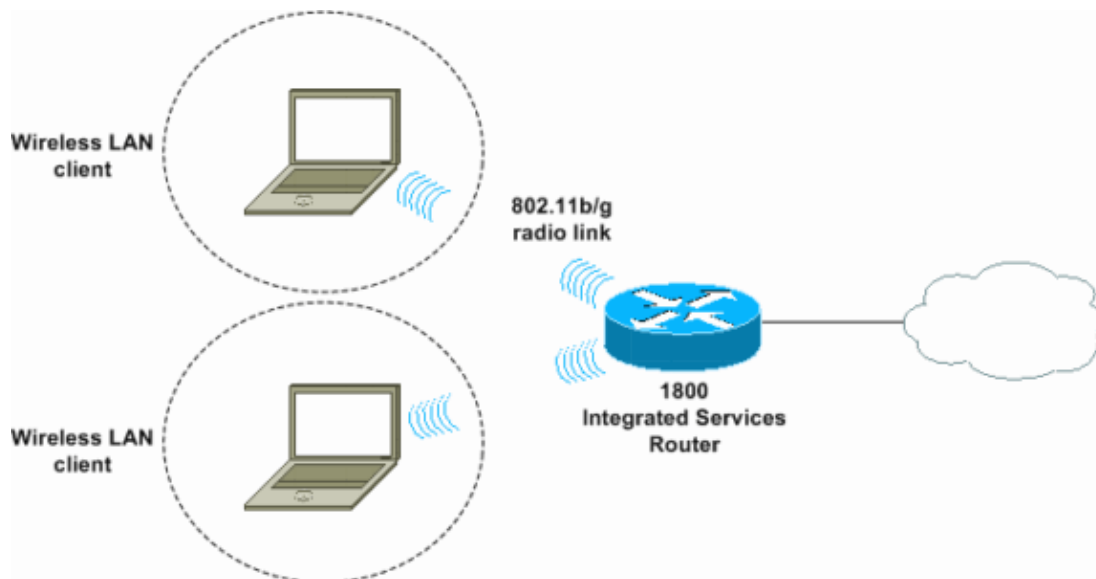 Wireless LAN
client
802.11b/g
radio link
1800
Integrated Services
Router
Wireless LAN
client